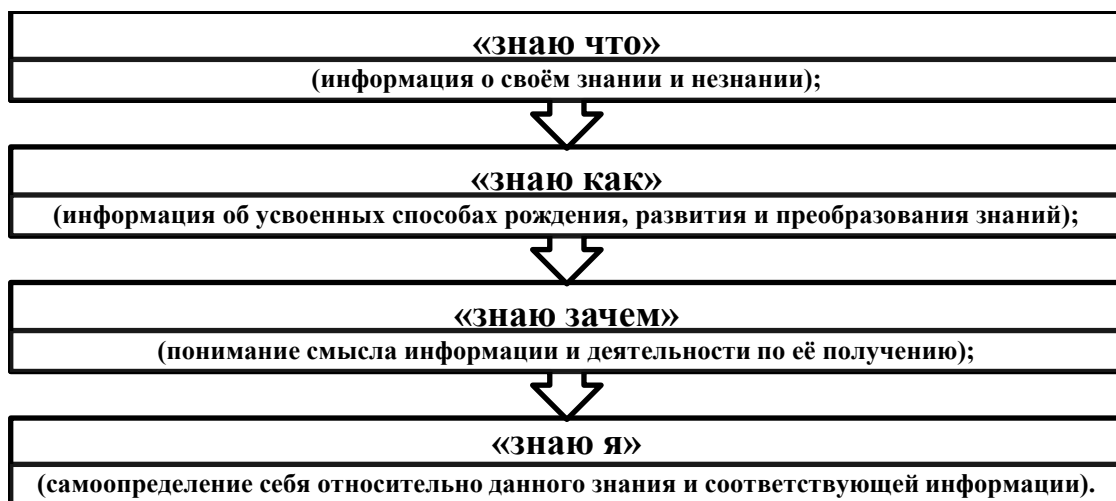 «знаю что»
(информация о своём знании и незнании);
«знаю как»
(информация об усвоенных способах рождения, развития и преобразования знаний);
«знаю зачем»
(понимание смысла информации и деятельности по её получению);
«знаю я»
(самоопределение себя относительно данного знания и соответствующей информации).